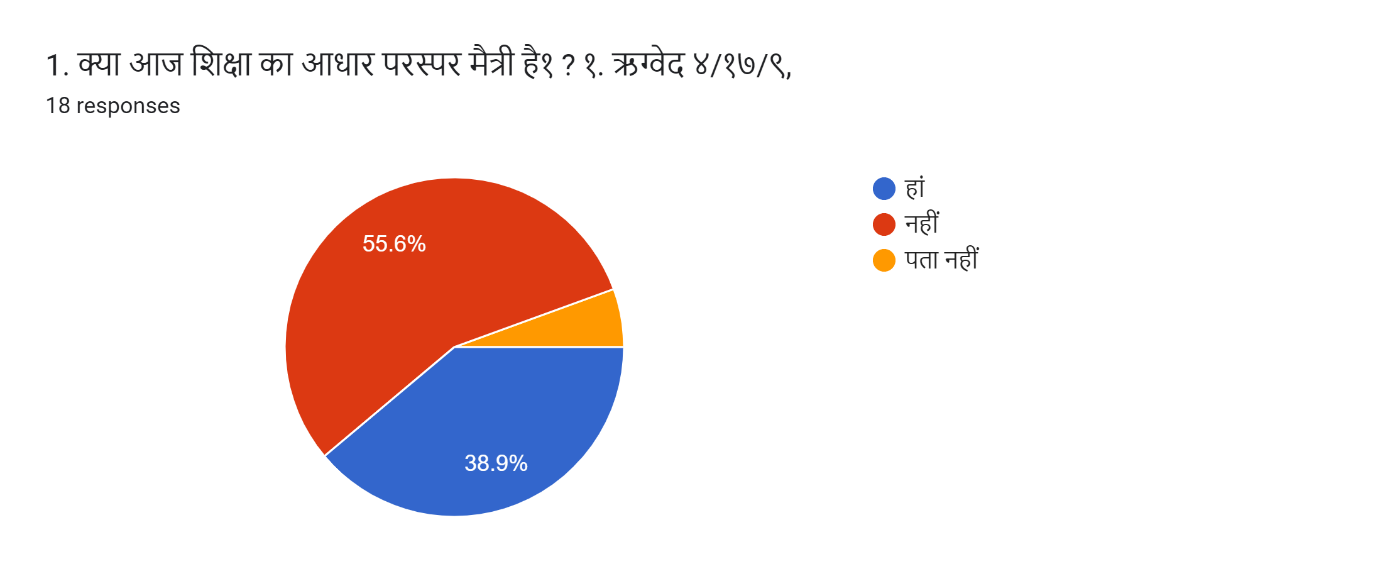 1. क्या आज शिक्षा का आधार परस्पर मैत्री है१ ? १. ऋग्वेद ४/१७/९,
18 responses
हां
नहीं
पता नहीं
55.6%
38.9%